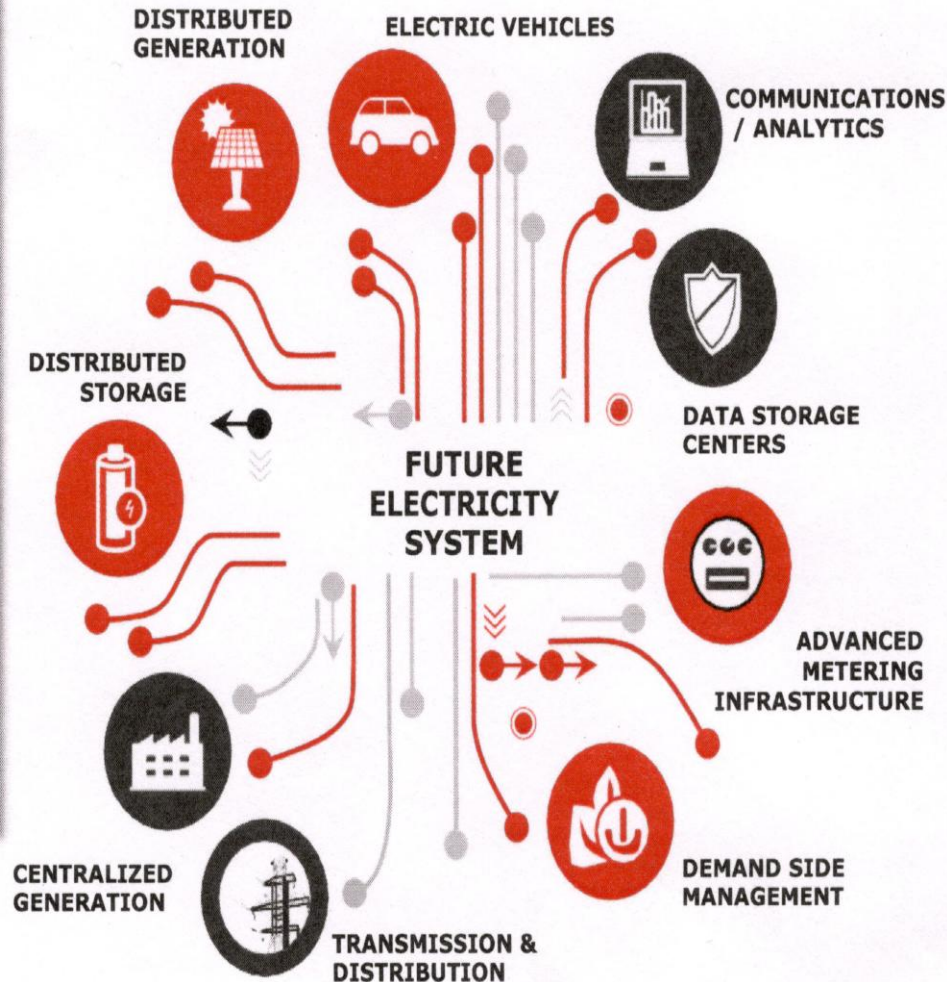 DISTRIBUTED
GENERATION
ELECTRIC VEHICLES
COMMUNICATIONS
/ ANALYTICS
DISTRIBUTED
STORAGE
DATA STORAGE
CENTERS
FUTURE
ELECTRICITY
SYSTEM
ADVANCED
METERING
INFRASTRUCTURE
DEMAND SIDE
MANAGEMENT
CENTRALIZED
GENERATION
TRANSMISSION &
DISTRIBUTION